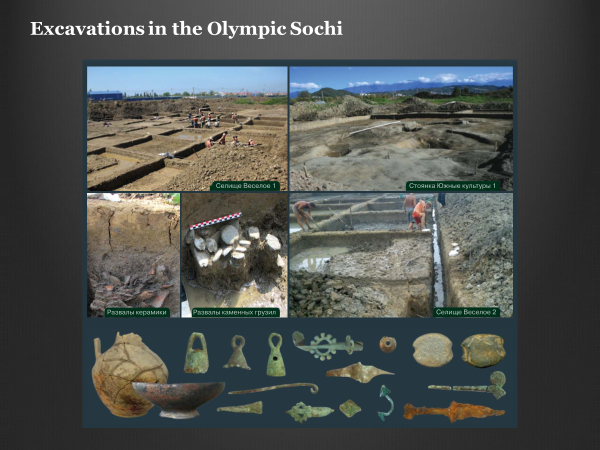 Excavations in the Olympic Sochi
Селище Веселое 1
Стоянка Южные культуры 1
Развалы керамики
Развалы каменных грузил
Селище Веселое 2